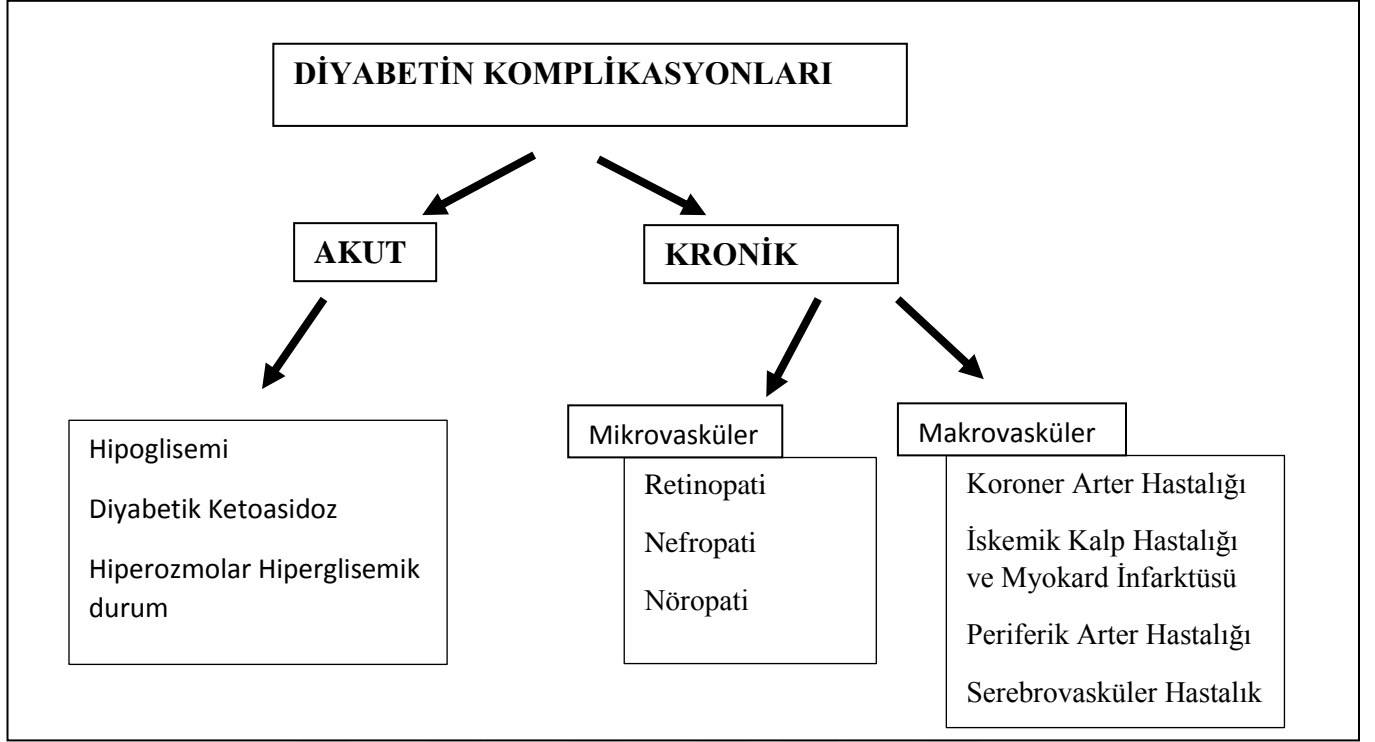 DİYABETİN KOMPLİKASYONLARI
AKUT
KRONİK
Hipoglisemi
Diyabetik Ketoasidoz
Hiperozmolar Hiperglisemik
durum
Mikrovasküler
Retinopati
Nefropati
Nöropati
Makrovasküler
Koroner Arter Hastalığı
İskemik Kalp Hastalığı
ve Myokard İnfarktüsü
Periferik Arter Hastalığı
Serebrovasküler Hastalık